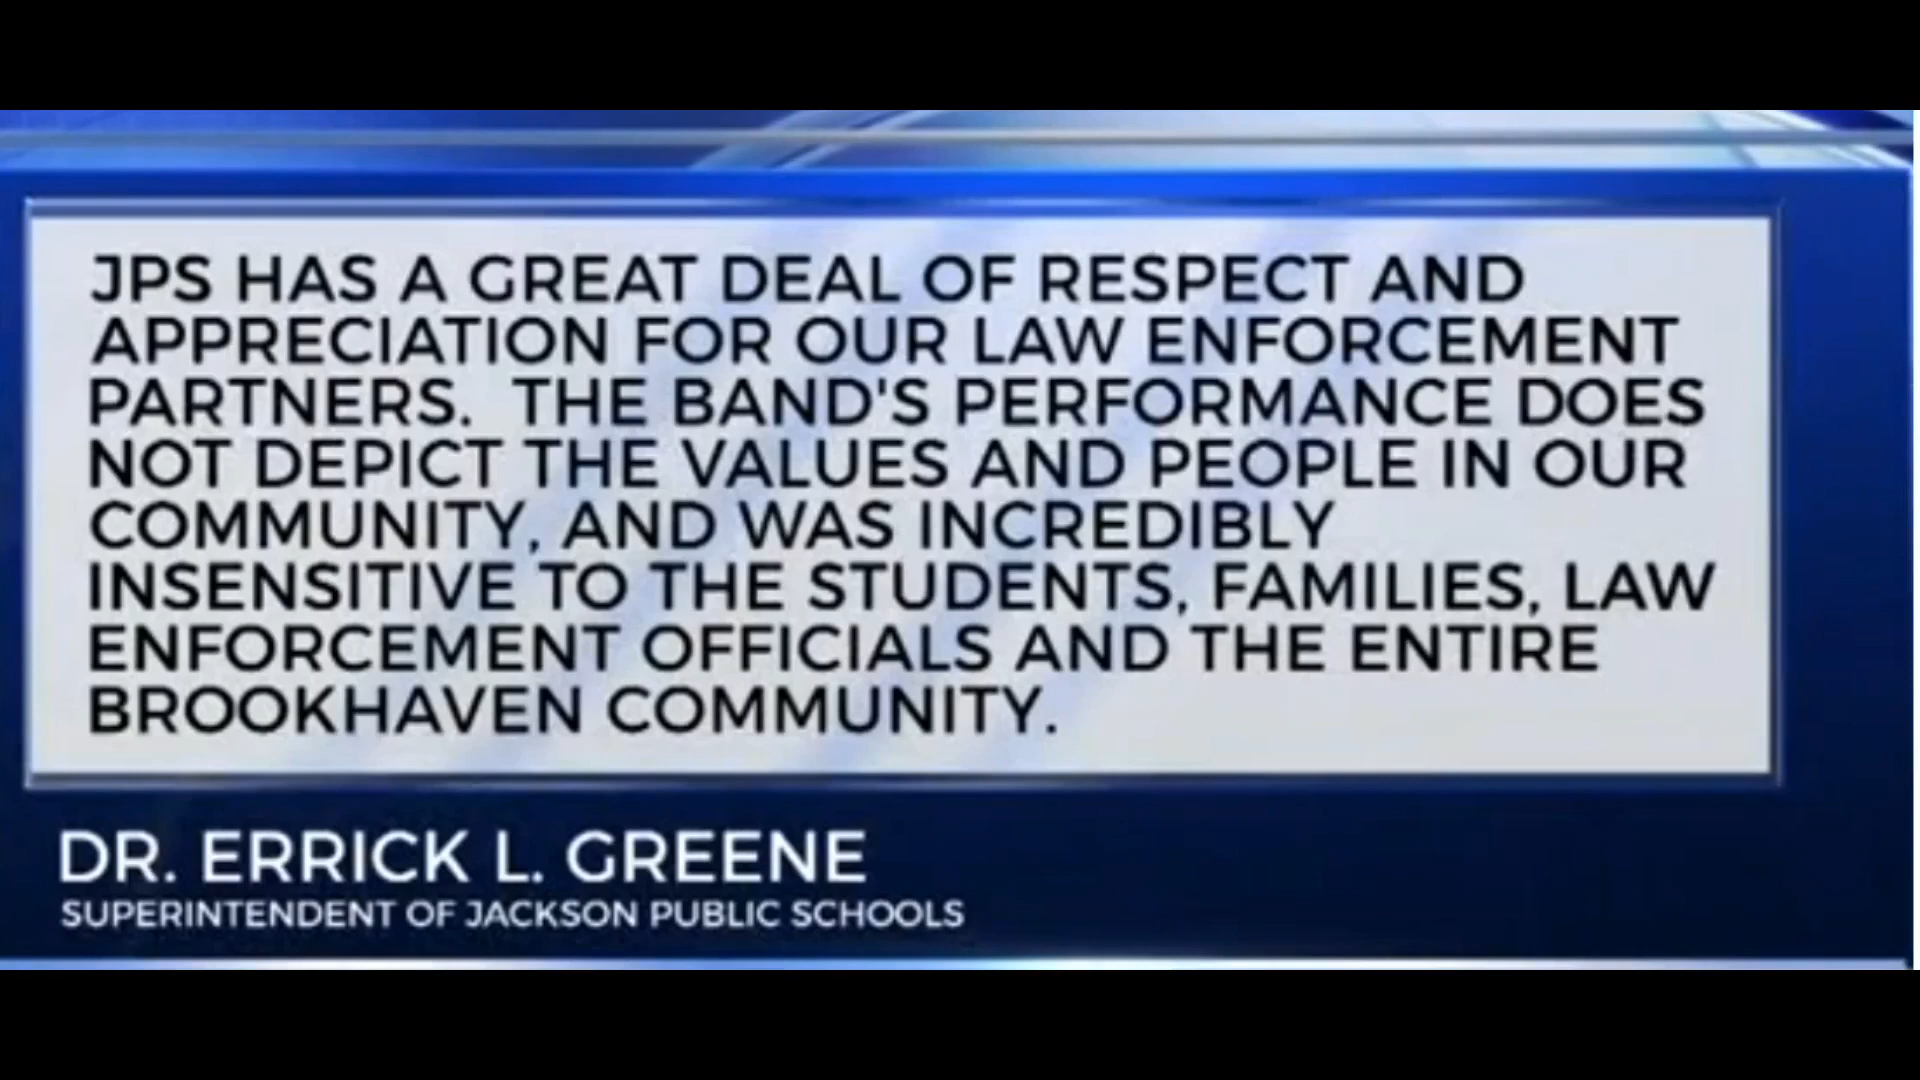 JPS HAS A GREAT DEAL OF RESPECT AND
APPRECIATION FOR OUR LAW ENFORCEMENT
PARTNERS. THE BAND'S PERFORMANCE DOES
NOT DEPICT THE VALUES AND PEOPLE IN OUR
COMMUNITY, AND WAS INCREDIBLY
INSENSITIVE TO THE STUDENTS, FAMILIES, LAW
ENFORCEMENT OFFICIALS AND THE ENTIRE
BROOKHAVEN COMMUNITY.
DR. ERRICK L. GREENE
SUPERINTENDENT OF JACKSON PUBLIC SCHOOLS